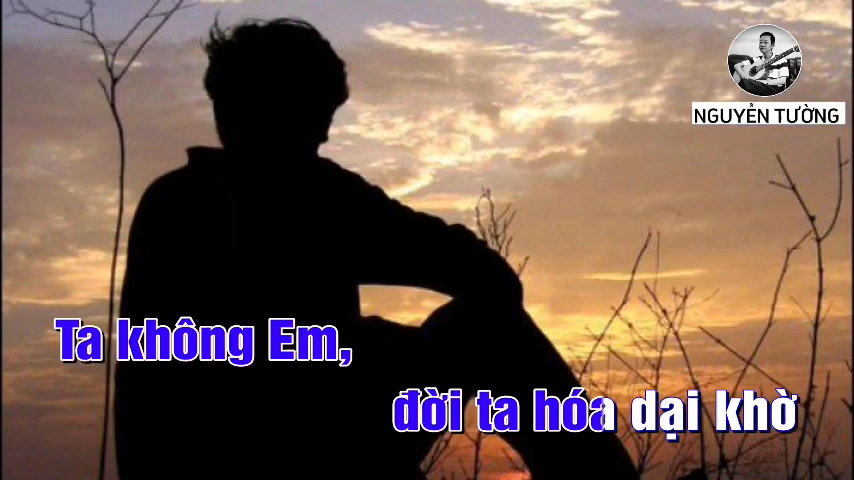 NGUYỄN TƯỜNG
Ta không Em,
đời ta hóa dại khờ